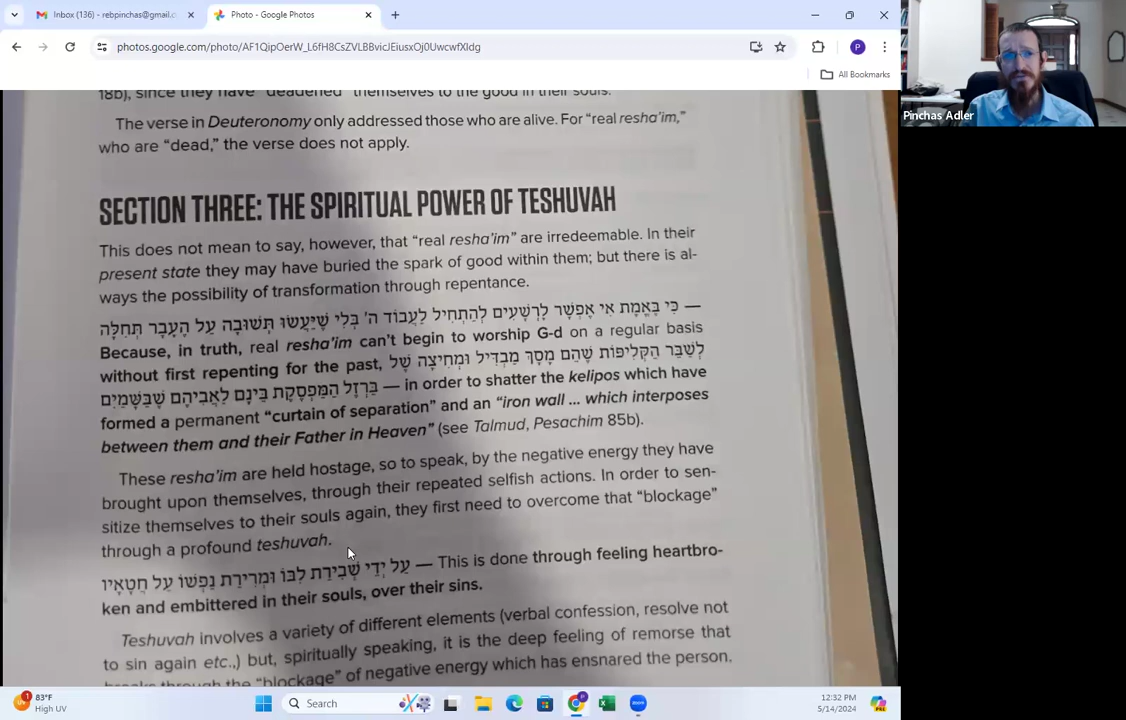 Inbox (136) - rebpinchas@gmail.c
Photo - Google Photos
photos.google.com/photo/AF1QipOerW_L6fH8CsZVLBBvicJEiusxOj0UwcwfXldg
All Bookmarks
Pinchas Adler
18b), since they have "deadened" themselves to the good in their souls.
The verse in Deuteronomy only addressed those who are alive. For "real resha'im,"
who are "dead," the verse does not apply.
SECTION THREE: THE SPIRITUAL POWER OF TESHUVAH
This does not mean to say, however, that "real resha'im" are irredeemable. In their
present state they may have buried the spark of good within them; but there is al-
ways the possibility of transformation through repentance.
כִּי בֶּאֱמֶת אִי אֶפְשָׁר לָרְשָׁעִים לְהַתְחִיל לַעֲבוֹד ה' בְּלִי שֶׁיַּעֲשׂוּ תְּשׁוּבָה עַל הֶעָבָר תְּחִלָּה —
Because, in truth, real resha'im can't begin to worship G-d on a regular basis
without first repenting for the past, לְשַׁבֵּר הַקְּלִיפּוֹת שֶׁהֵם מָסָךְ מַבְדִּיל וּמְחִיצָה שֶׁל
בַּרְזֶל הַמַּפְסֶקֶת בֵּינָם לַאֲבִיהֶם שֶׁבַּשָּׁמַיִם — in order to shatter the kelipos which have
formed a permanent "curtain of separation" and an "iron wall ... which interposes
between them and their Father in Heaven" (see Talmud, Pesachim 85b).
These resha'im are held hostage, so to speak, by the negative energy they have
brought upon themselves, through their repeated selfish actions. In order to sen-
sitize themselves to their souls again, they first need to overcome that "blockage"
through a profound teshuvah.
עַל יְדֵי שְׁבִירַת לִבּוֹ וּמְרִירַת נַפְשׁוֹ עַל חֲטָאָיו — This is done through feeling heartbro-
ken and embittered in their souls, over their sins.
Teshuvah involves a variety of different elements (verbal confession, resolve not
to sin again etc.,) but, spiritually speaking, it is the deep feeling of remorse that
breaks through the "blockage" of negative energy which has ensnared the person.
83°F
High UV
Search
zoom
12:32 PM
5/14/2024